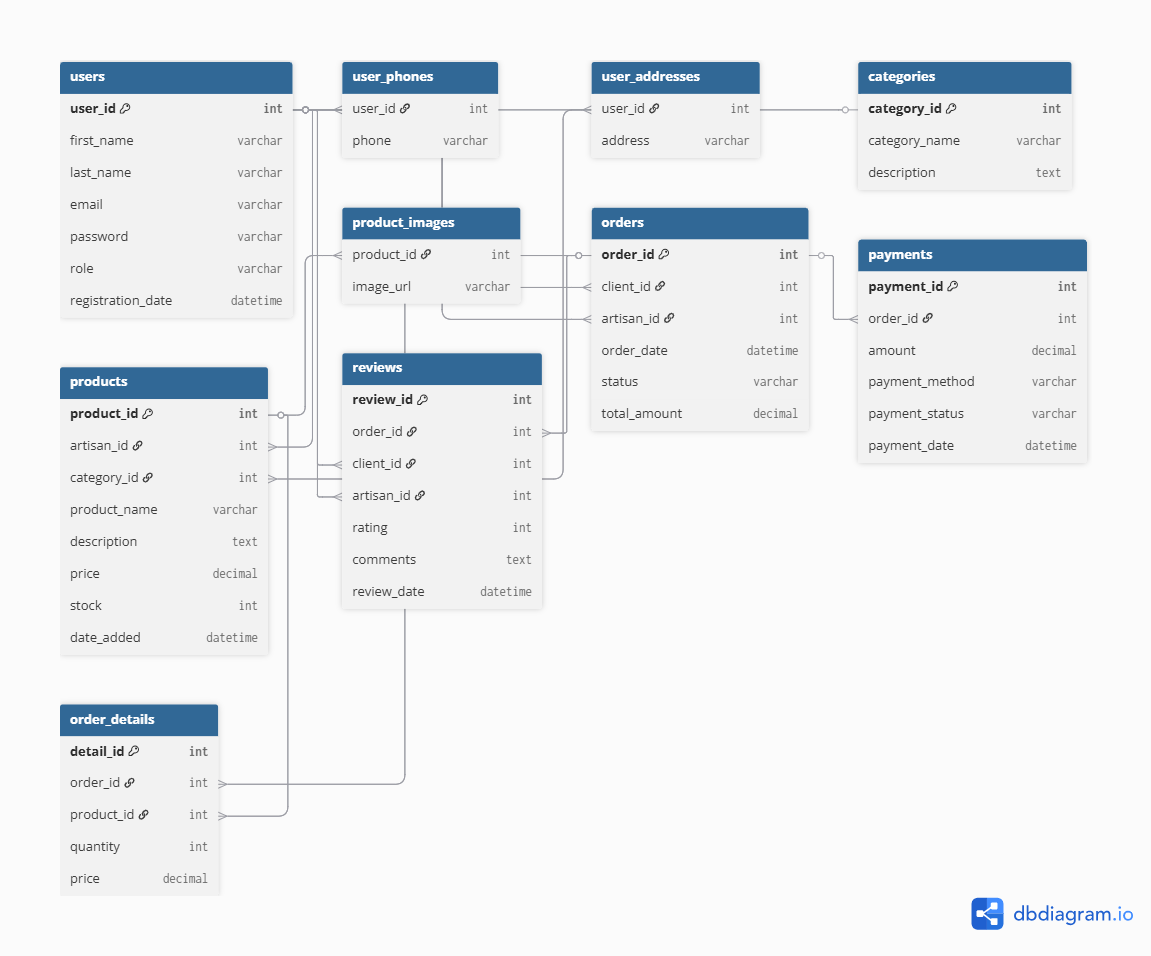 users
user_id int
first_name varchar
last_name varchar
email varchar
password varchar
role varchar
registration_date datetime
user_phones
user_id int
phone varchar
user_addresses
user_id int
address varchar
categories
category_id int
category_name varchar
description text
product_images
product_id int
image_url varchar
orders
order_id int
client_id int
artisan_id int
order_date datetime
status varchar
total_amount decimal
payments
payment_id int
order_id int
amount decimal
payment_method varchar
payment_status varchar
payment_date datetime
products
product_id int
artisan_id int
category_id int
product_name varchar
description text
price decimal
stock int
date_added datetime
reviews
review_id int
order_id int
client_id int
artisan_id int
rating int
comments text
review_date datetime
order_details
detail_id int
order_id int
product_id int
quantity int
price decimal
dbdiagram.io